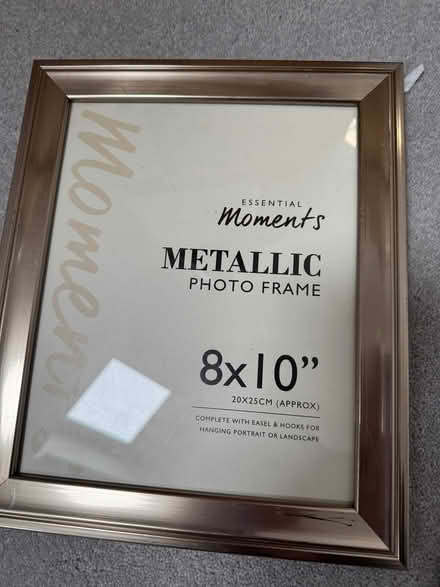 Moments
ESSENTIAL
Moments
METALLIC
PHOTO FRAME
8x10”
20X25CM (APPROX)
COMPLETE WITH EASEL & HOOKS FOR
HANGING PORTRAIT OR LANDSCAPE